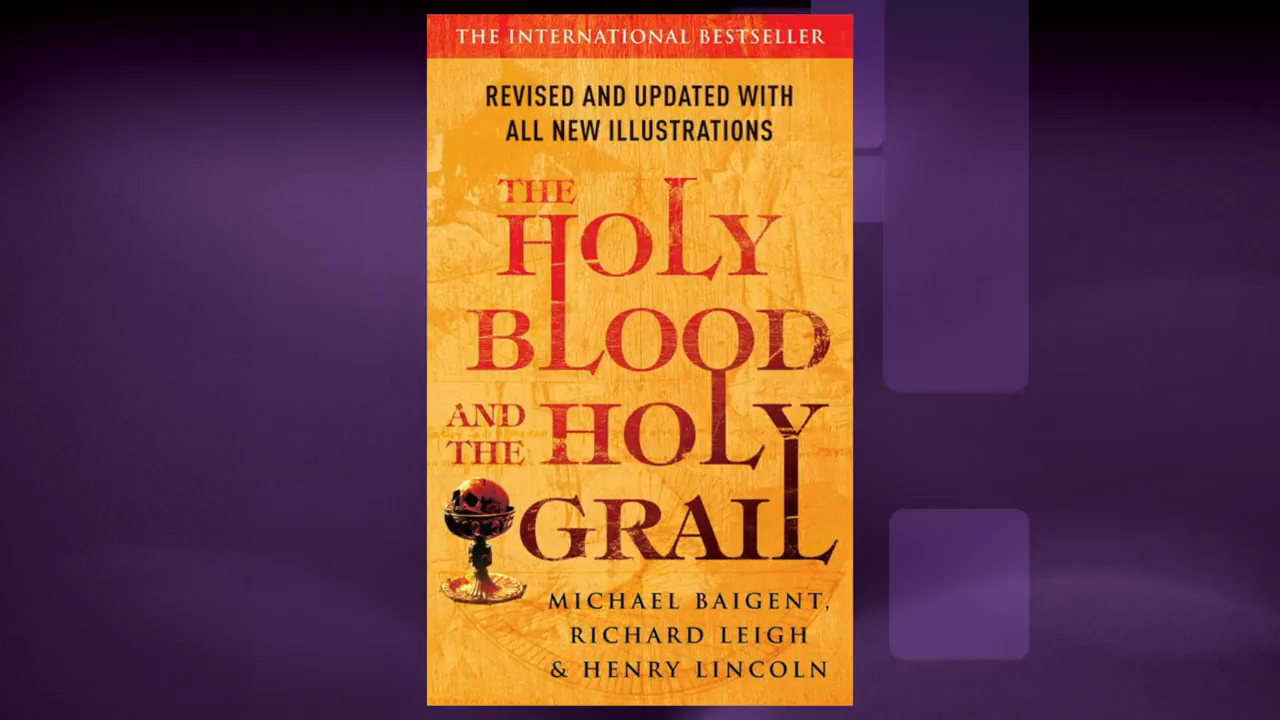 THE INTERNATIONAL BESTSELLER
REVISED AND UPDATED WITH
ALL NEW ILLUSTRATIONS
THE
HOLY
BLOOD
AND THE HOLY
GRAIL
MICHAEL BAIGENT,
RICHARD LEIGH
& HENRY LINCOLN